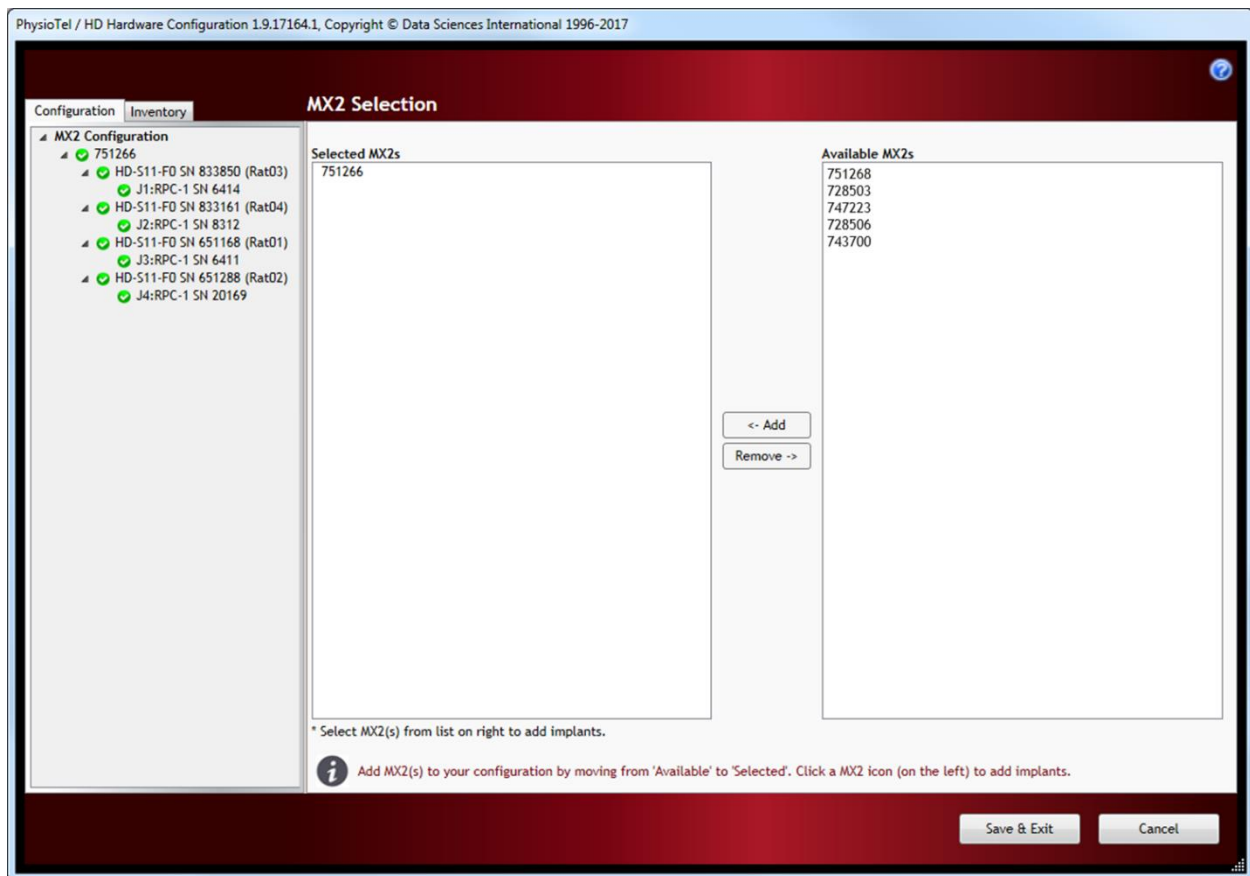 PhysioTel / HD Hardware Configuration 1.9.17164.1, Copyright © Data Sciences International 1996-2017
Configuration
Inventory
MX2 Selection
MX2 Configuration
751266
HD-S11-F0 SN 833850 (Rat03)
J1:RPC-1 SN 6414
HD-S11-F0 SN 833161 (Rat04)
J2:RPC-1 SN 8312
HD-S11-F0 SN 651168 (Rat01)
J3:RPC-1 SN 6411
HD-S11-F0 SN 651288 (Rat02)
J4:RPC-1 SN 20169
Selected MX2s
751266
<- Add
Remove ->
Available MX2s
751268
728503
747223
728506
743700
* Select MX2(s) from list on right to add implants.
Add MX2(s) to your configuration by moving from 'Available' to 'Selected'. Click a MX2 icon (on the left) to add implants.
Save & Exit
Cancel